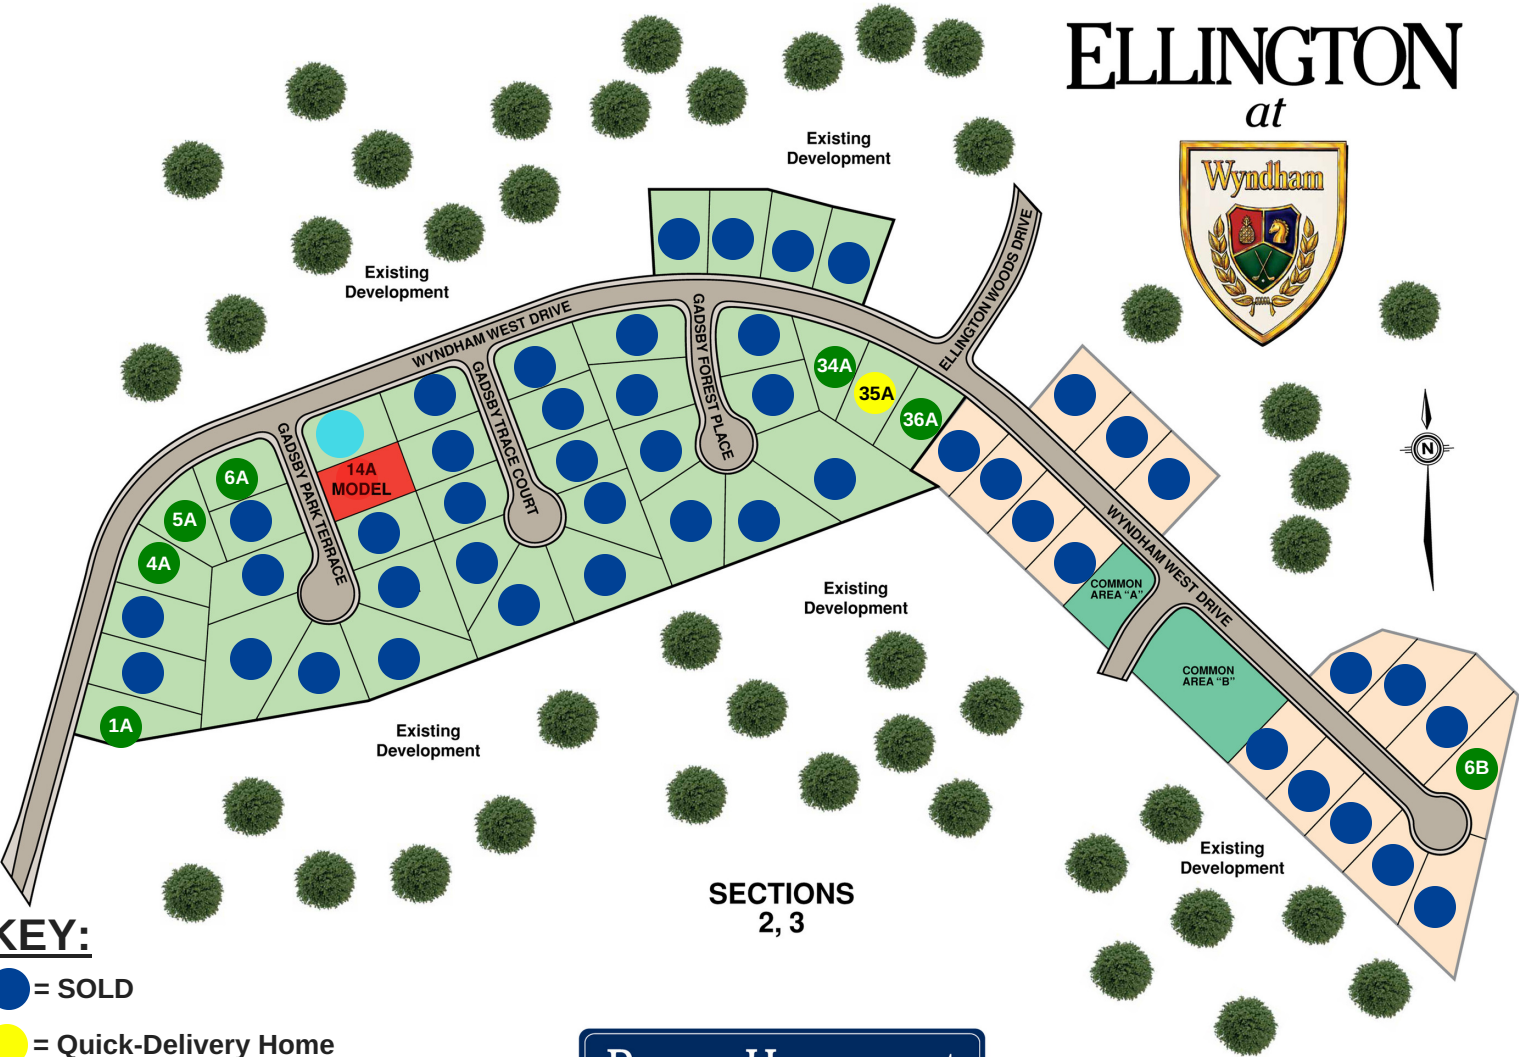 ELLINGTON
at
Wyndham
Existing
Development
Existing
Development
ELLINGTON WOODS DRIVE
WYNDHAM WEST DRIVE
GADSBY FOREST PLACE
GADSBY TRACE COURT
GADSBY PARK TERRACE
34A
35A
36A
14A
MODEL
6A
5A
4A
1A
N
WYNDHAM WEST DRIVE
COMMON
AREA “A”
COMMON
AREA “B”
6B
Existing
Development
Existing
Development
Existing
Development
SECTIONS
2, 3
KEY:
= SOLD
= Quick-Delivery Home